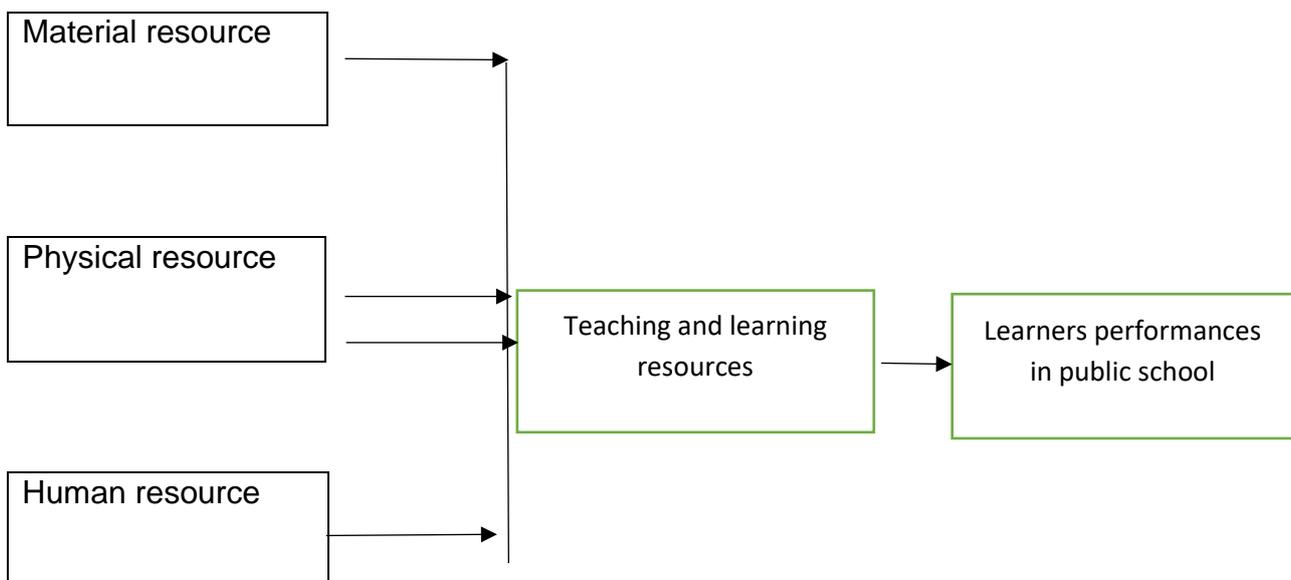 Material resource
Physical resource
Teaching and learning
resources
Learners performances
in public school
Human resource